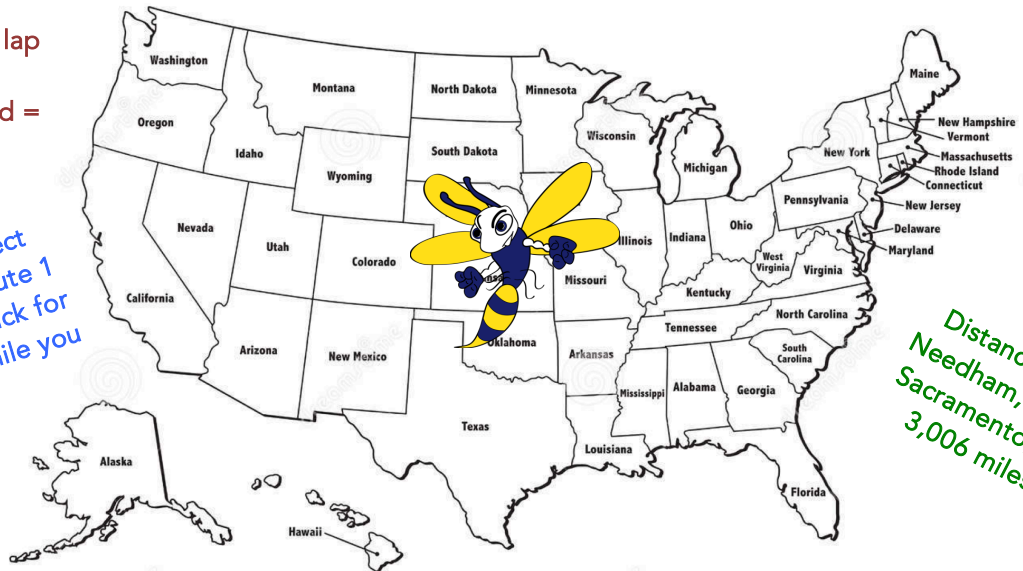 lap
d =
ect
ute 1
ck for
ile you
Washington
Oregon
Idaho
Montana
North Dakota
Minnesota
Wisconsin
South Dakota
Wyoming
Michigan
New York
Maine
New Hampshire
Vermont
Massachusetts
Rhode Island
Connecticut
New Jersey
Pennsylvania
Delaware
Maryland
Nevada
Utah
Colorado
California
Illinois
Indiana
Ohio
West
Virginia
Virginia
Missouri
Kentucky
North Carolina
Tennessee
South
Carolina
Arizona
New Mexico
Oklahoma
Arkansas
Mississippi
Alabama
Georgia
Texas
Louisiana
Florida
Alaska
Hawaii
Distanc
Needham,
Sacramento
3,006 miles